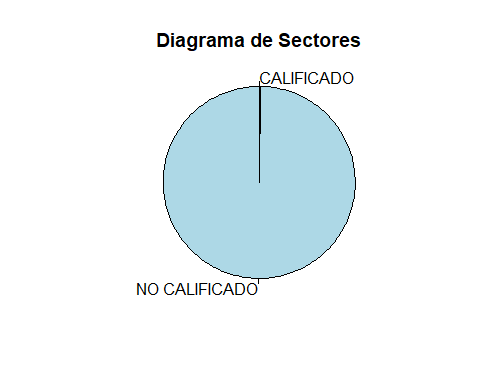 Diagrama de Sectores
CALIFICADO
NO CALIFICADO